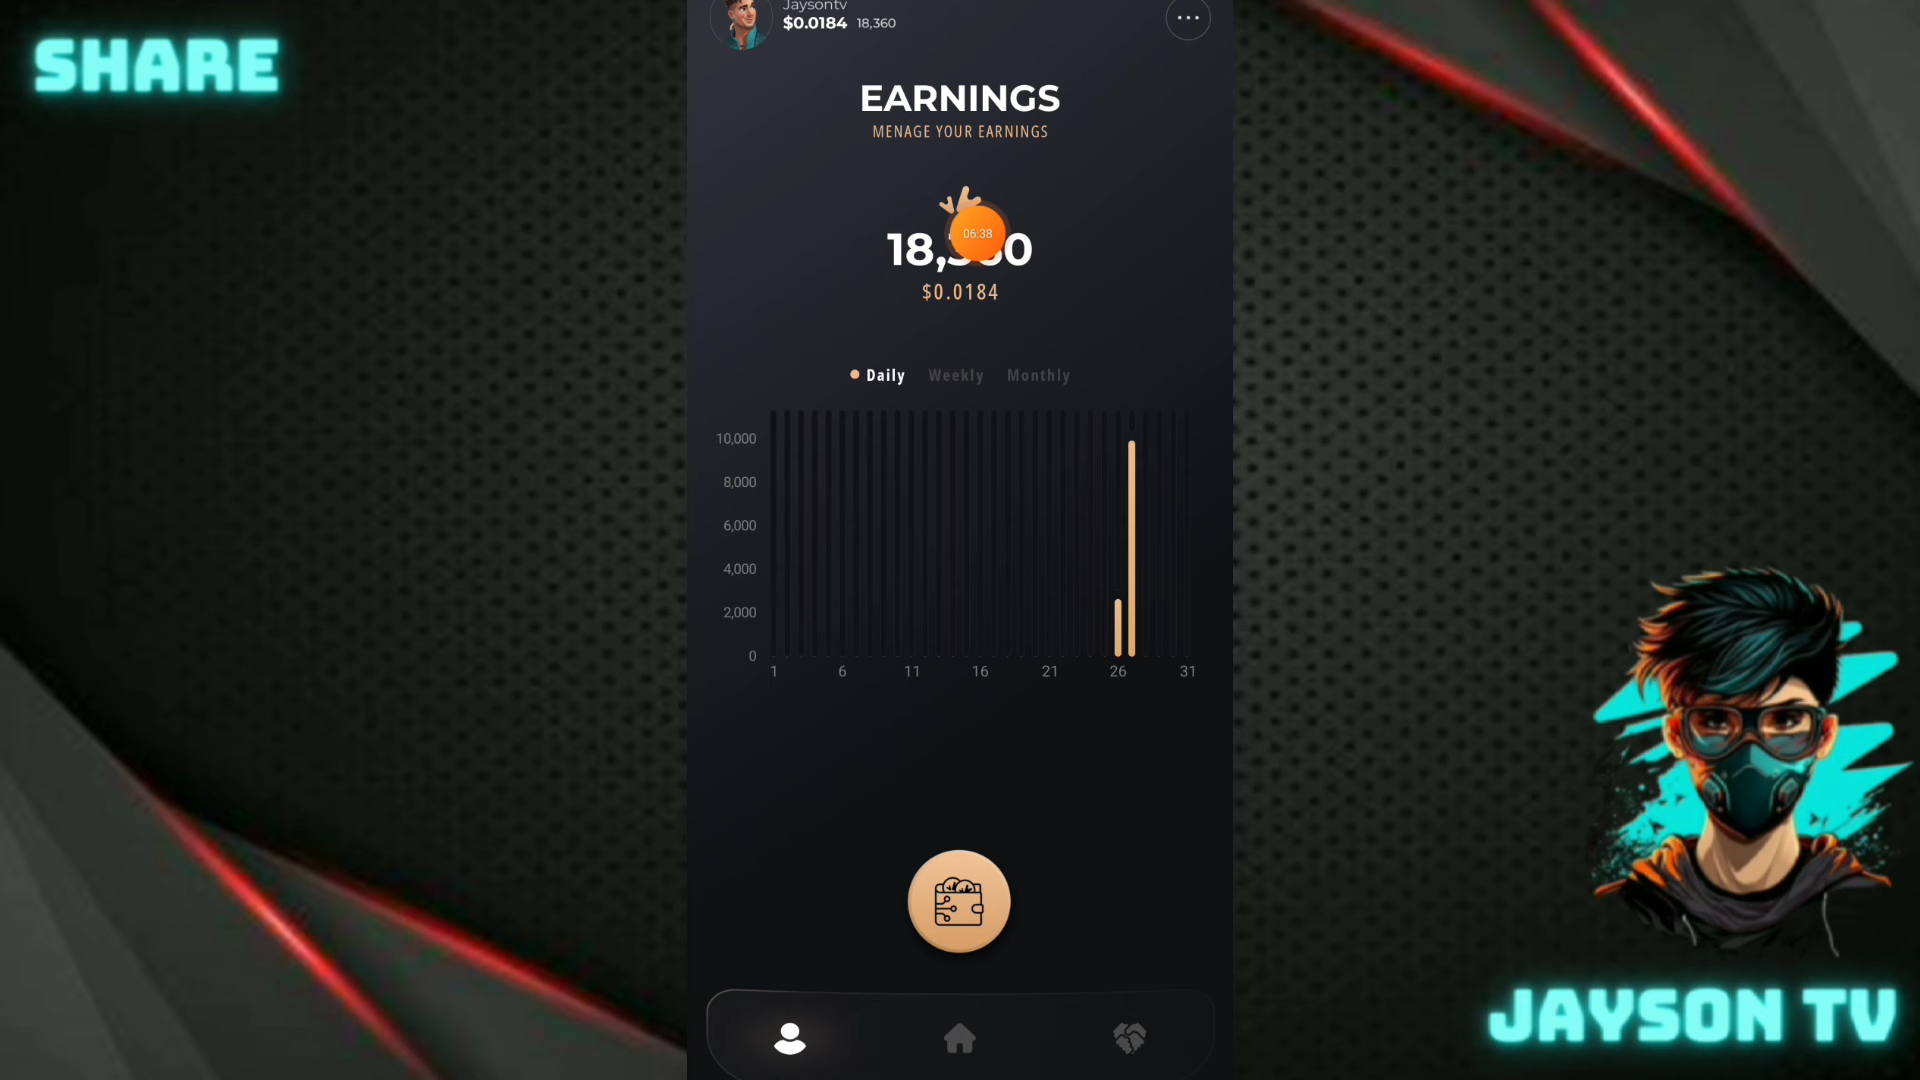 SHARE
Jaysontv
$0.0184 18,360
EARNINGS
MENAGE YOUR EARNINGS
06:38
$0.0184
Daily Weekly Monthly
10,000
8,000
6,000
4,000
2,000
0
1 6 11 16 21 26 31
JAYSON TV